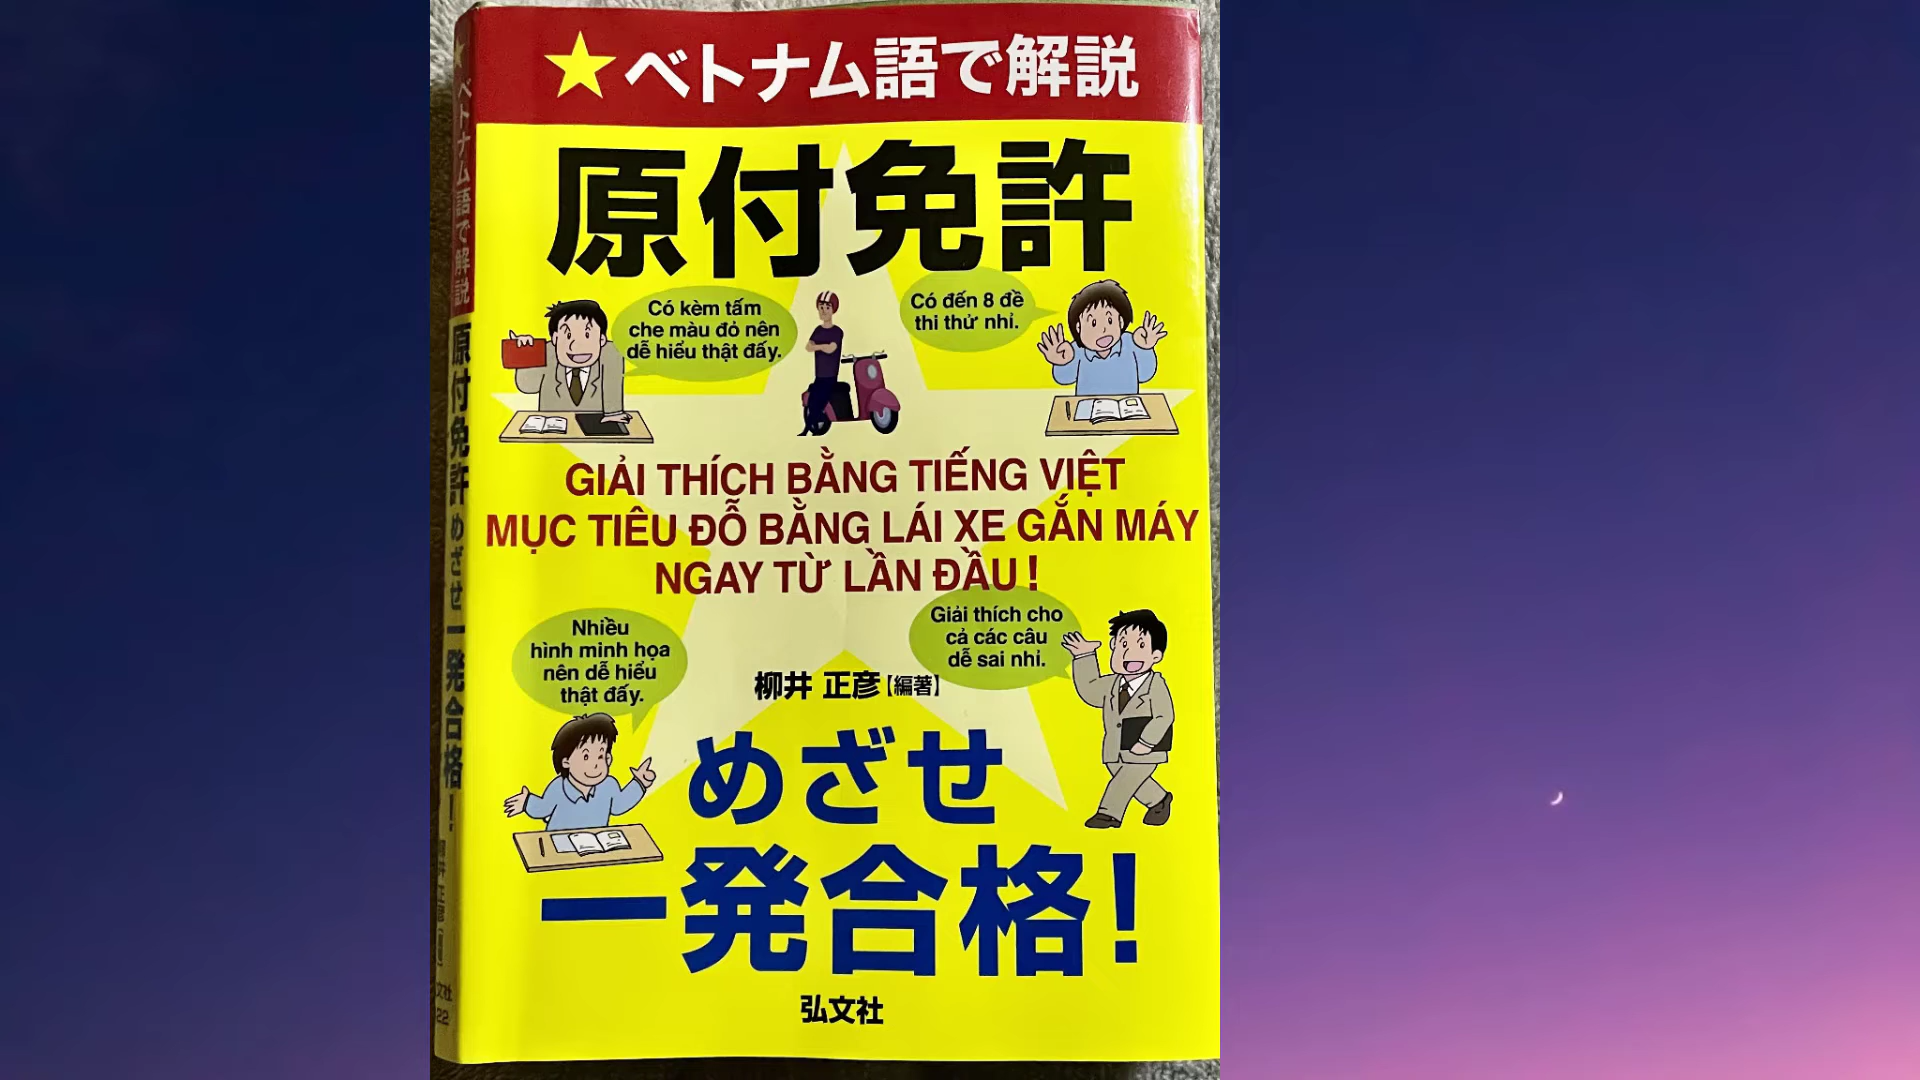 ★ベトナム語で解説
原付免許
Có kèm tấm
che màu đỏ nên
dễ hiểu thật đấy.
Có đến 8 đề
thi thử nhỉ.
GIẢI THÍCH BẰNG TIẾNG VIỆT
MỤC TIÊU ĐỖ BẰNG LÁI XE GẮN MÁY
NGAY TỪ LẦN ĐẦU !
Nhiều
hình minh họa
nên dễ hiểu
thật đấy.
Giải thích cho
cả các câu
dễ sai nhỉ.
柳井 正彦【編著】
めざせ
一発合格!
弘文社
★ベトナム語で解説 原付免許 めざせ一発合格!